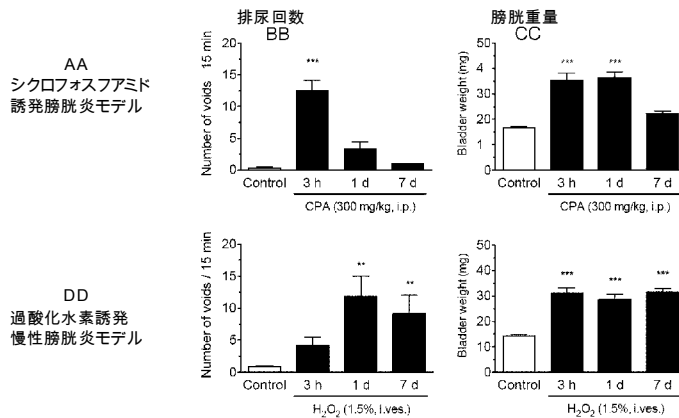 排尿回数
BB
膀胱重量
CC
AA
シクロフォスフアミド
誘発膀胱炎モデル
Number of voids 15 min
20
15
10
5
0
***
Control
3 h
1 d
7 d
CPA (300 mg/kg, i.p.)
Bladder weight (mg)
30
20
0
***
***
Control
3 h
1 d
7 d
CPA (300 mg/kg, i.p.)
DD
過酸化水素誘発
慢性膀胱炎モデル
Number of voids / 15 min
20
15
10
5
0
**
**
Control
3 h
1 d
7 d
H₂O₂ (1.5%, i.ves.)
Bladder weight (mg)
40
30
20
10
0
***
***
***
Control
3 h
1 d
7 d
H₂O₂ (1.5%, i.ves.)